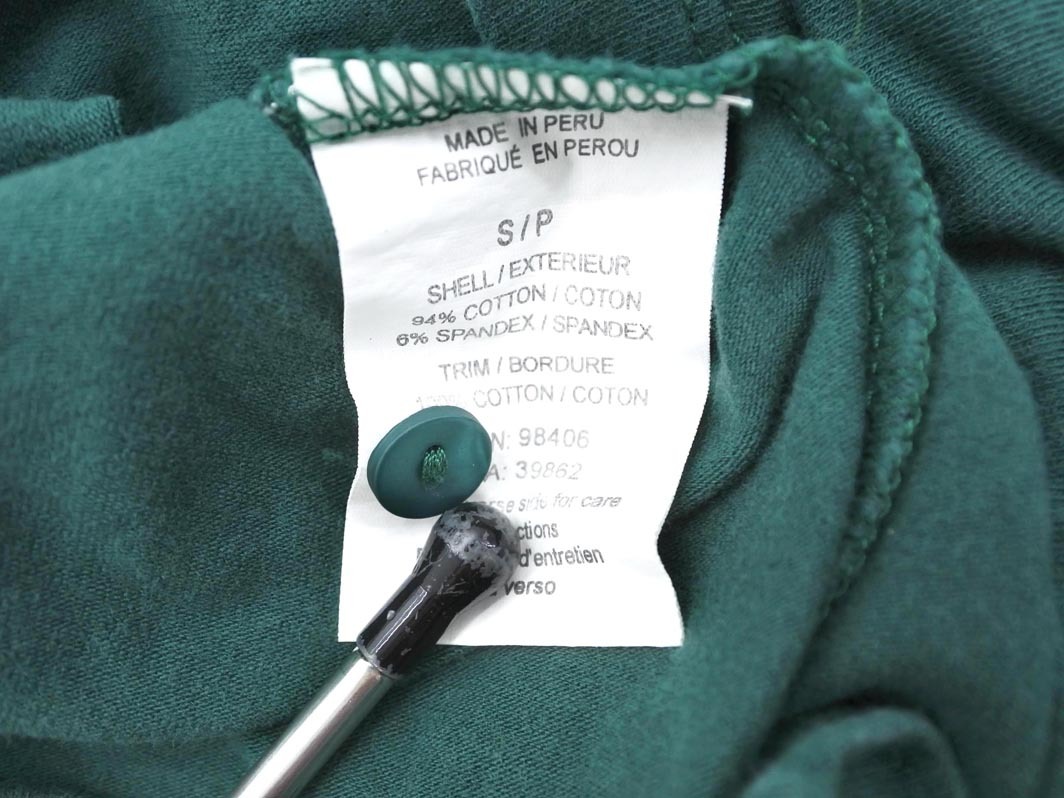 MADE IN PERU
FABRIQUÉ EN PEROU
S/P
SHELL / EXTERIEUR
94% COTTON / COTON
6% SPANDEX / SPANDEX
TRIM / BORDURE
100% COTTON / COTON
N: 98406
A: 39862
for care
ctions
d'entretien
verso